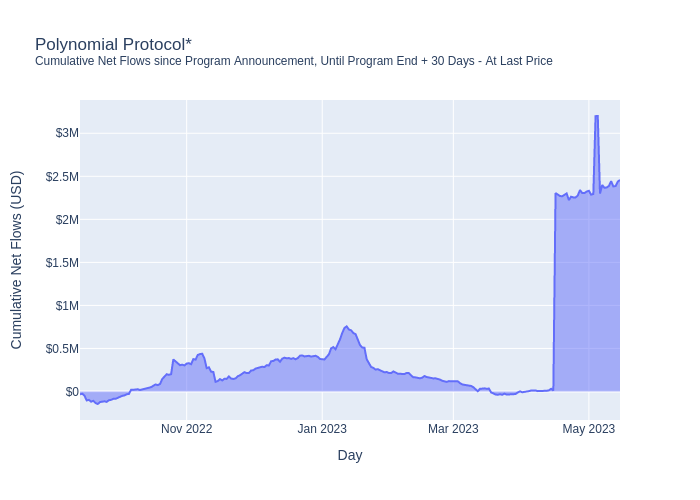 Polynomial Protocol*
Cumulative Net Flows since Program Announcement, Until Program End + 30 Days - At Last Price
Cumulative Net Flows (USD)
$3M
$2.5M
$2M
$1.5M
$1M
$0.5M
$0
Nov 2022
Jan 2023
Mar 2023
May 2023
Day